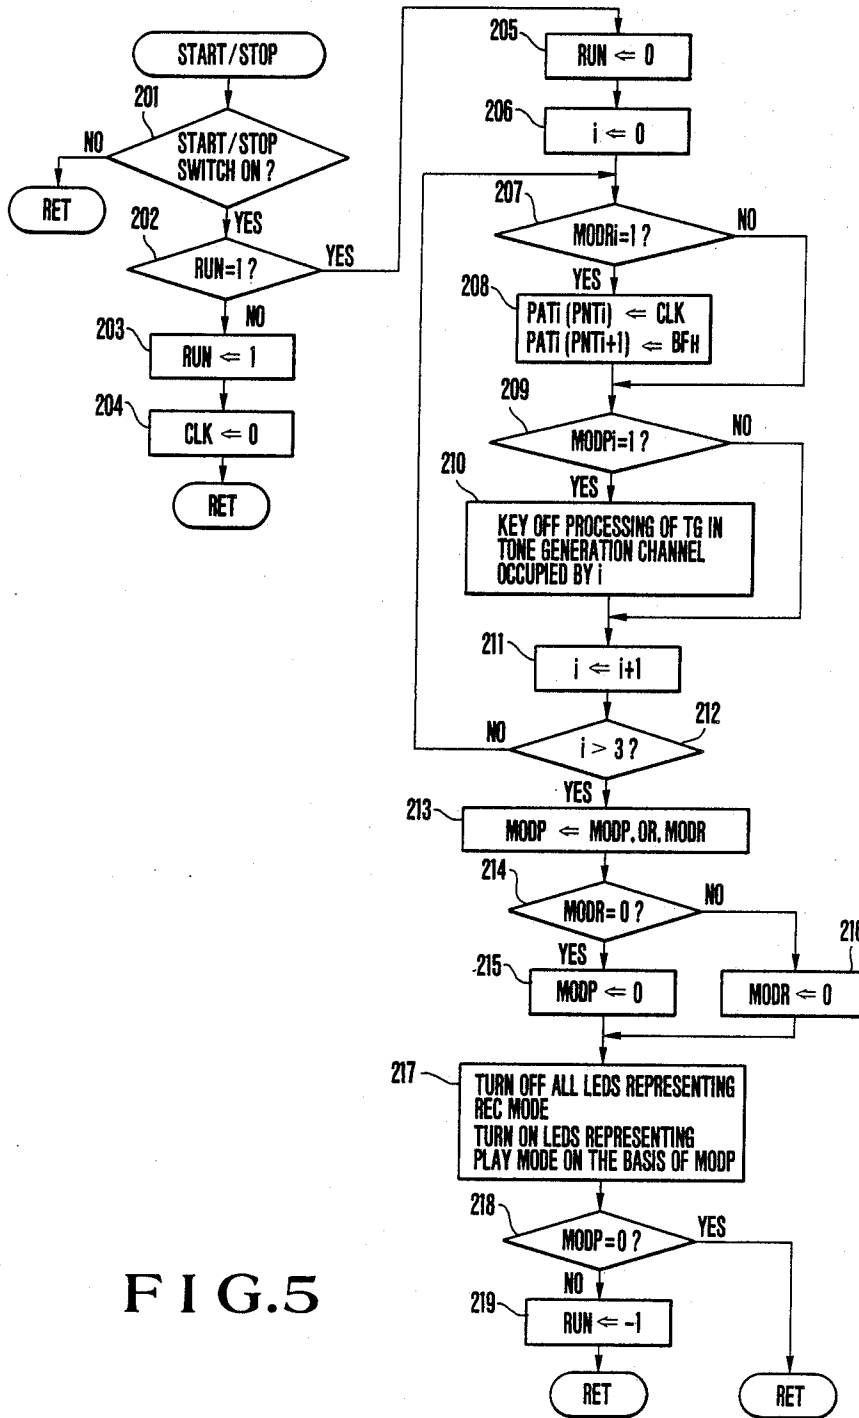 START/STOP
201
START/STOP
SWITCH ON ?
NO
RET
YES
202
RUN=1 ?
YES
NO
203
RUN ⇐ 1
204
CLK ⇐ 0
RET
205
RUN ⇐ 0
206
i ⇐ 0
207
MODRi=1 ?
NO
YES
208
PATi (PNTi) ⇐ CLK
PATi (PNTi+1) ⇐ BFH
209
MODPi=1 ?
NO
YES
210
KEY OFF PROCESSING OF TG IN
TONE GENERATION CHANNEL
OCCUPIED BY i
211
i ⇐ i+1
212
NO
i > 3 ?
YES
213
MODP ⇐ MODP, OR, MODR
214
MODR=0 ?
NO
YES
215
MODP ⇐ 0
216
MODR ⇐ 0
217
TURN OFF ALL LEDS REPRESENTING
REC MODE
TURN ON LEDS REPRESENTING
PLAY MODE ON THE BASIS OF MODP
218
MODP=0 ?
YES
NO
219
RUN ⇐ -1
RET
RET
FIG.5